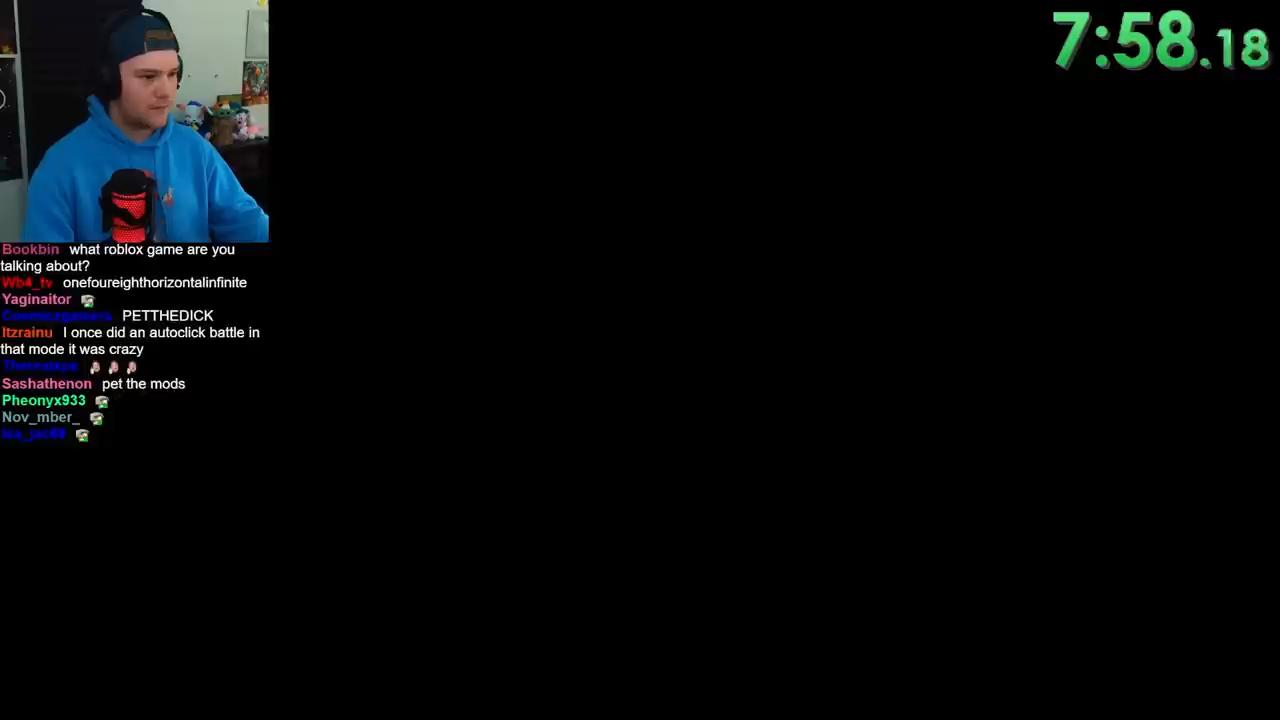 7:58.18
Bookbin what roblox game are you
talking about?
Wb4_tv onefoureighthorizontalinfinite
Yaginaitor
PETTHEDICK
Itzrainu I once did an autoclick battle in
that mode it was crazy
Sashathenon pet the mods
Pheonyx933
Nov_mber_